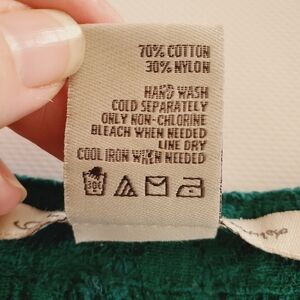 70% COTTON
30% NYLON
HAND WASH
COLD SEPARATELY
ONLY NON-CHLORINE
BLEACH WHEN NEEDED
LINE DRY
COOL IRON WHEN NEEDED